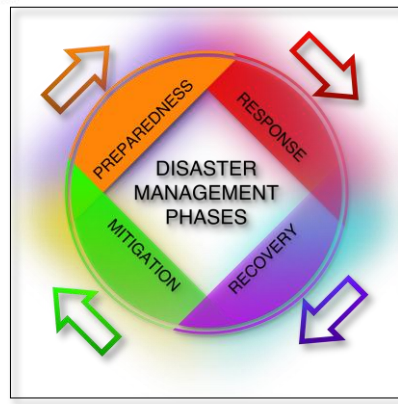 PREPAREDNESS
RESPONSE
DISASTER
MANAGEMENT
PHASES
MITIGATION
RECOVERY